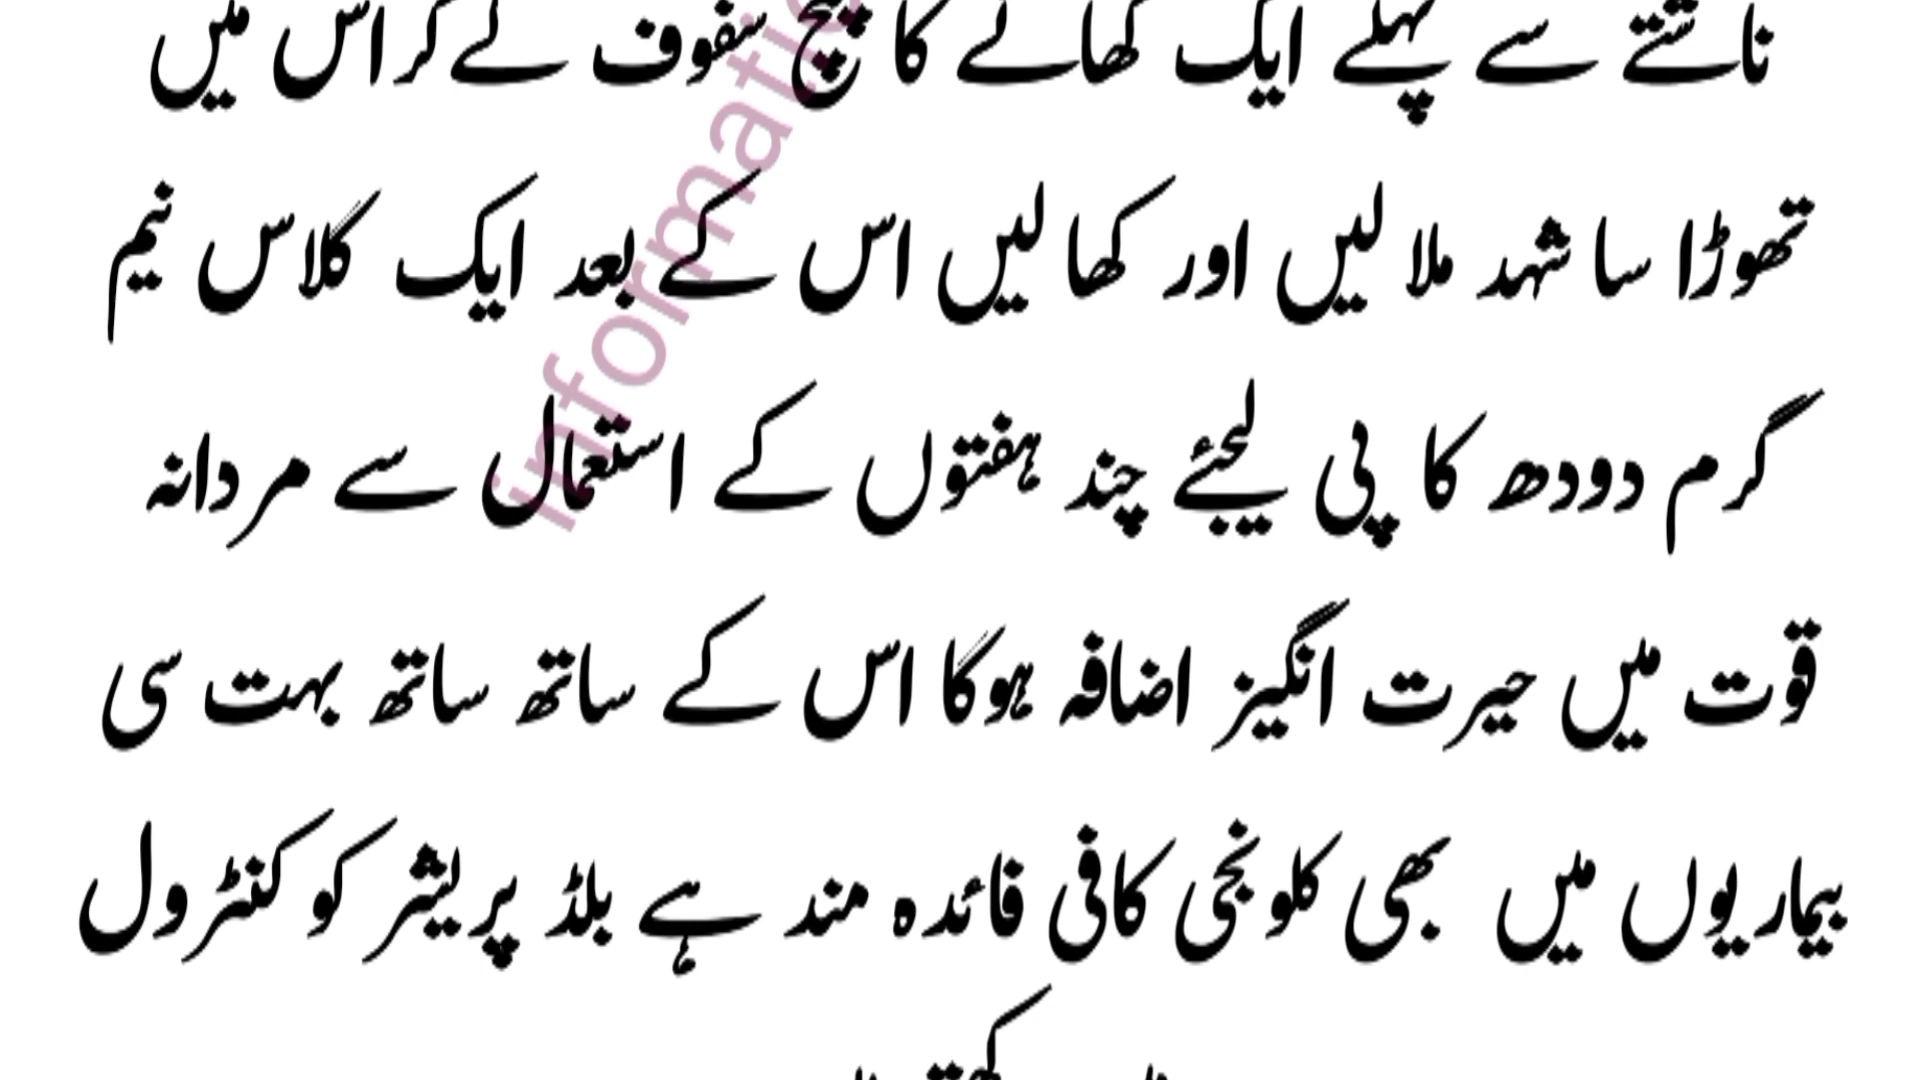 ناشتے سے پہلے ایک کھانے کا چمچ سفوف لے کر اس میں
تھوڑا سا شہد ملا لیں اور کھا لیں اس کے بعد ایک گلاس نیم
گرم دودھ کا پی لیجئے چند ہفتوں کے استعمال سے مردانہ
قوت میں حیرت انگیز اضافہ ہوگا اس کے ساتھ ساتھ بہت سی
بیماریوں میں بھی کلونجی کافی فائدہ مند ہے بلڈ پریشر کو کنٹرول